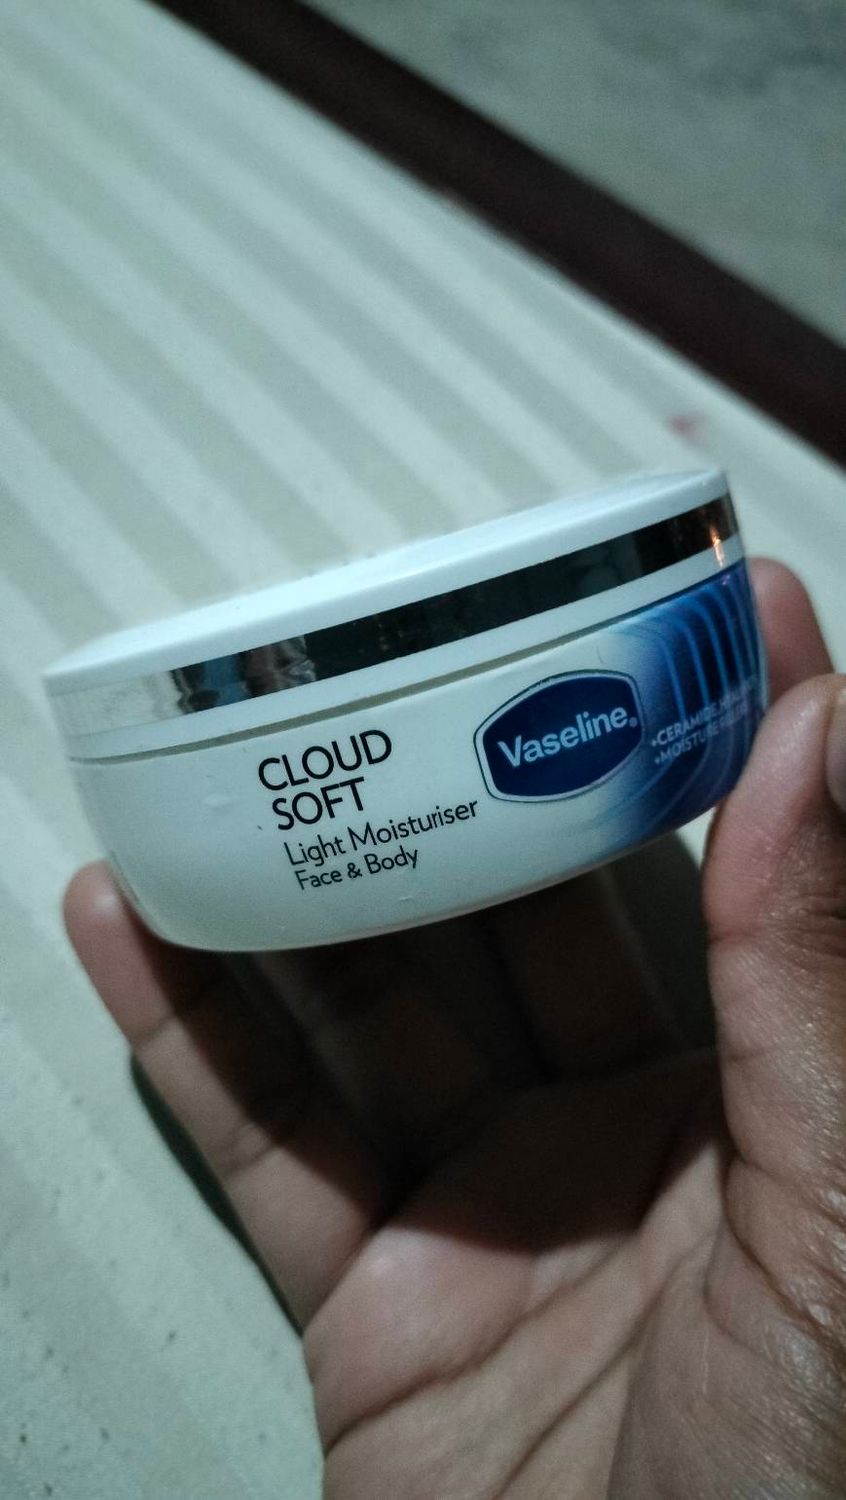 CLOUD
SOFT
Light Moisturiser
Face & Body
Vaseline®
+CERAMIDE
+MOISTURE